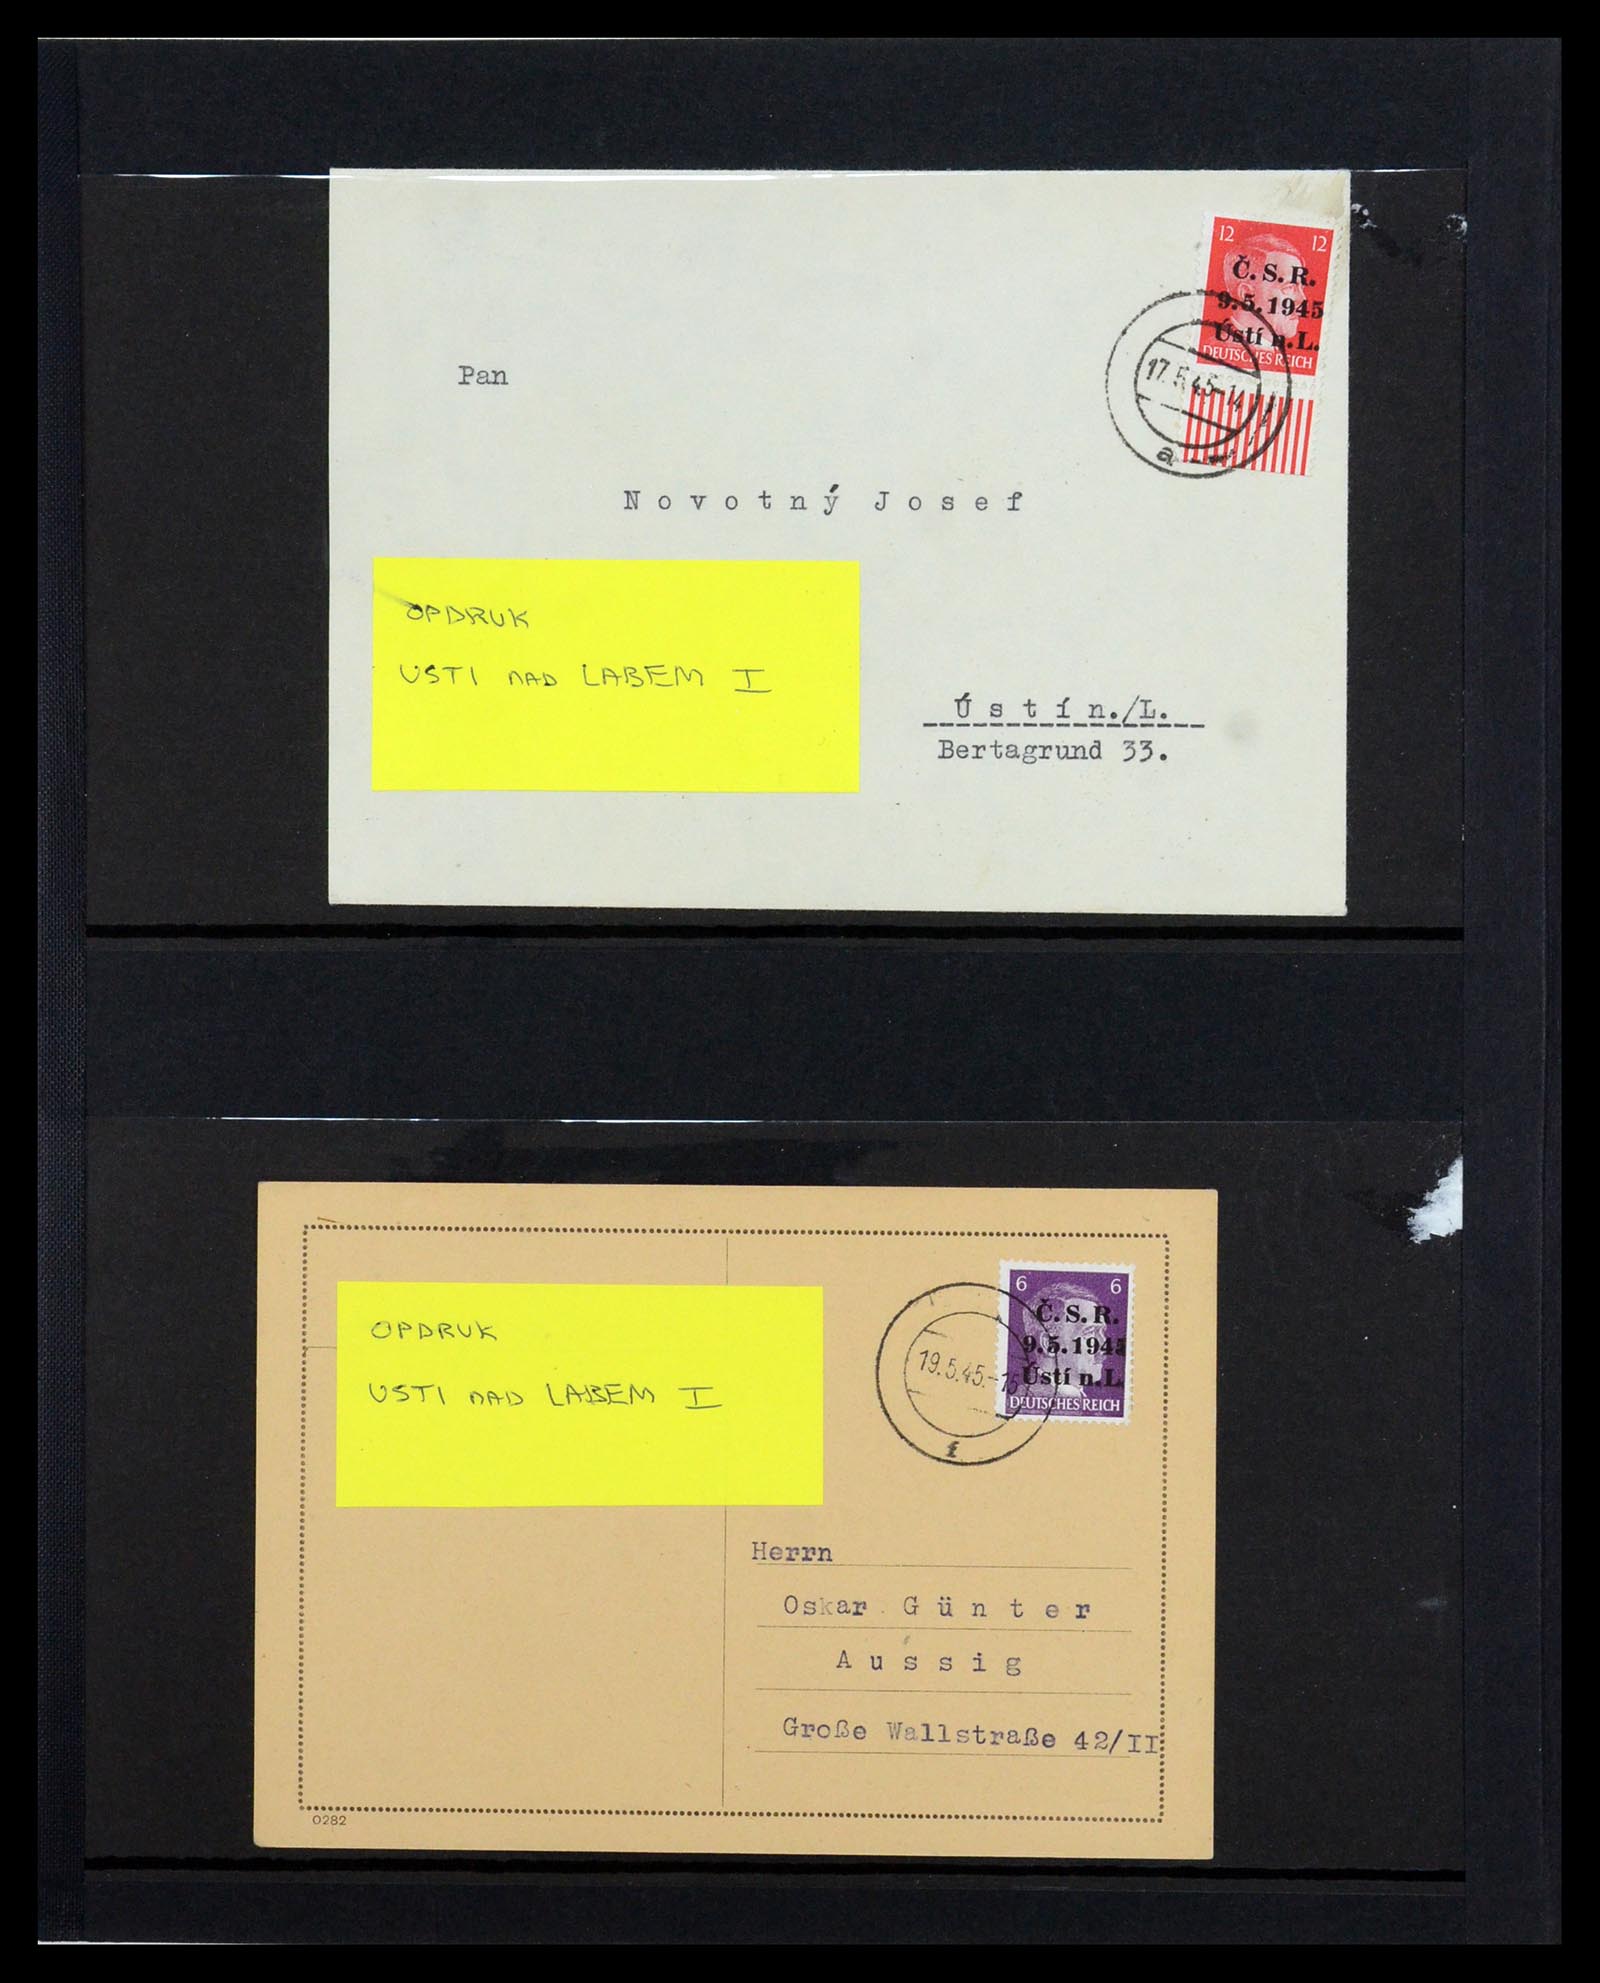 12 12
Č. S. R.
9. 5. 1945
Ústí n. L.
DEUTSCHES REICH
17. 5. 45-14
a
Pan
Novotný Josef
OPDRUK
USTI NAD LABEM I
Ústí n./L.
Bertagrund 33.
6 6
Č. S. R.
9. 5. 1945
Ústí n. L.
DEUTSCHES REICH
19. 5. 45.-15
f
OPDRUK
USTI NAD LABEM I
Herrn
Oskar Günter
Aussig
Große Wallstraße 42/II
0282